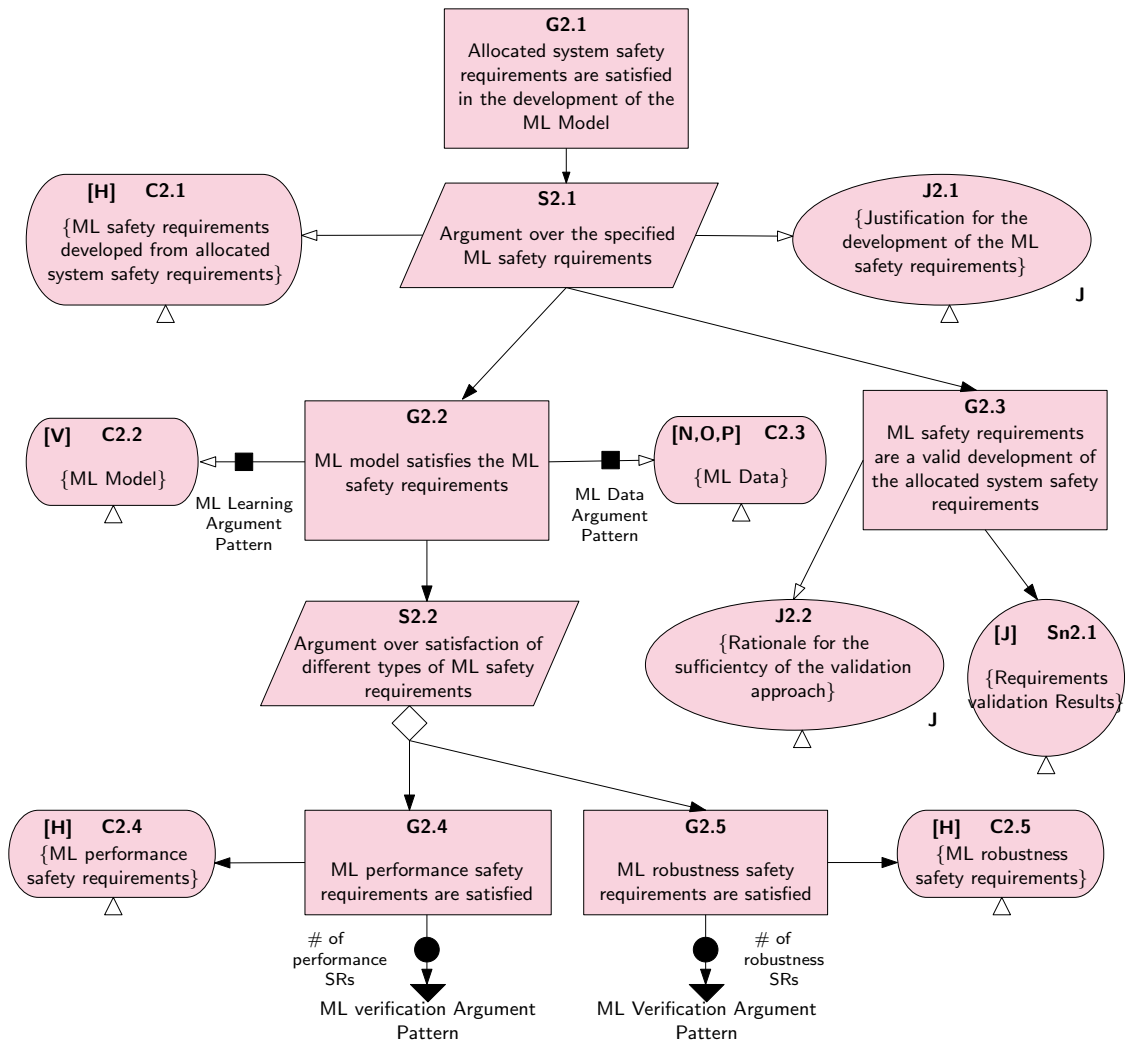 G2.1
Allocated system safety
requirements are satisfied
in the development of the
ML Model
[H] C2.1
{ML safety requirements
developed from allocated
system safety requirements}
S2.1
Argument over the specified
ML safety rquirements
J2.1
{Justification for the
development of the ML
safety requirements}
J
[V] C2.2
{ML Model}
ML Learning
Argument
Pattern
G2.2
ML model satisfies the ML
safety requirements
ML Data
Argument
Pattern
[N,O,P] C2.3
{ML Data}
G2.3
ML safety requirements
are a valid development of
the allocated system safety
requirements
S2.2
Argument over satisfaction of
different types of ML safety
requirements
J2.2
{Rationale for the
sufficientcy of the validation
approach}
J
[J] Sn2.1
{Requirements
validation Results}
[H] C2.4
{ML performance
safety requirements}
G2.4
ML performance safety
requirements are satisfied
G2.5
ML robustness safety
requirements are satisfied
[H] C2.5
{ML robustness
safety requirements}
# of
performance
SRs
ML verification Argument
Pattern
# of
robustness
SRs
ML Verification Argument
Pattern